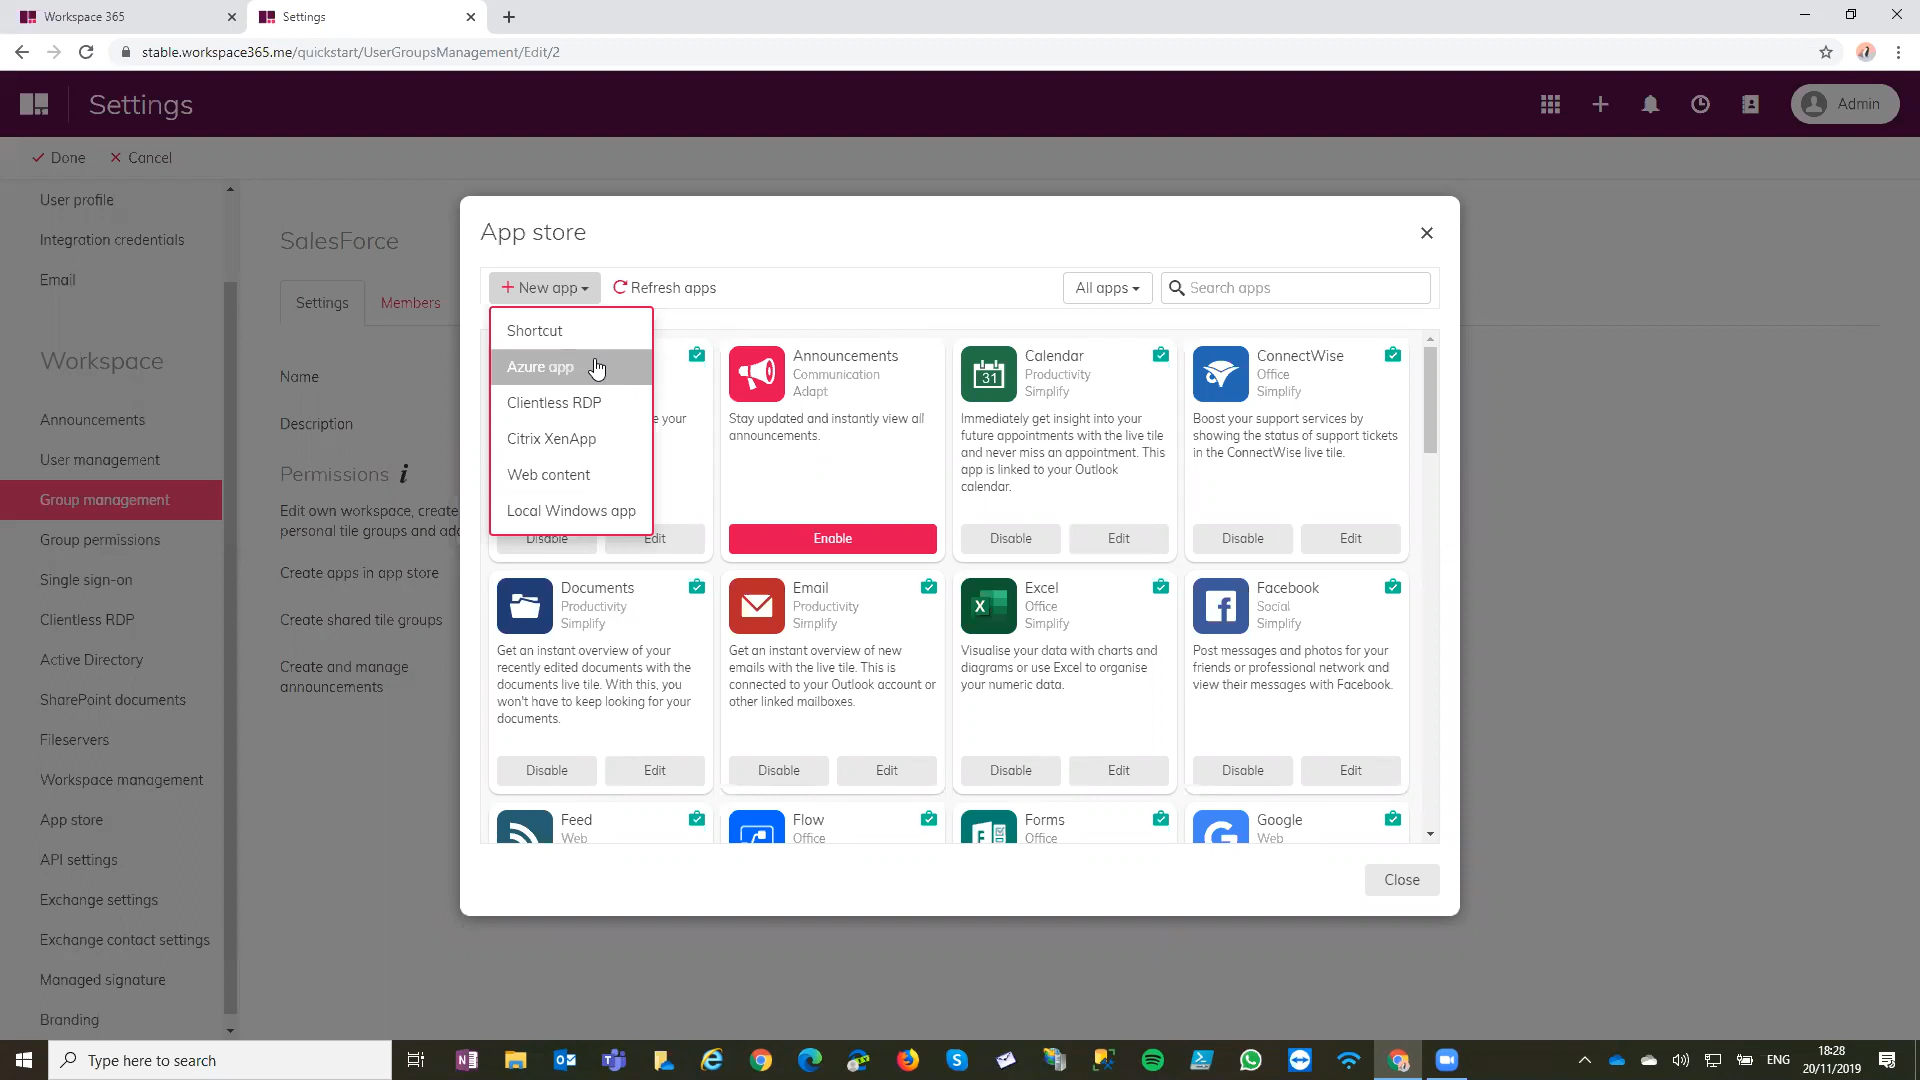 Workspace 365
Settings
stable.workspace365.me/quickstart/UserGroupsManagement/Edit/2
Settings
Admin
Done
Cancel
User profile
Integration credentials
Email
Workspace
Announcements
User management
Group management
Group permissions
Single sign-on
Clientless RDP
Active Directory
SharePoint documents
Fileservers
Workspace management
App store
API settings
Exchange settings
Exchange contact settings
Managed signature
Branding
SalesForce
Settings
Members
Name
Description
Permissions i
Edit own workspace, create
personal tile groups and add
Create apps in app store
Create shared tile groups
Create and manage
announcements
App store
New app
Refresh apps
All apps
Search apps
Shortcut
Azure app
Clientless RDP
Citrix XenApp
Web content
Local Windows app
e your
Disable
Edit
Announcements
Communication
Adapt
Stay updated and instantly view all
announcements.
Enable
31
Calendar
Productivity
Simplify
Immediately get insight into your
future appointments with the live tile
and never miss an appointment. This
app is linked to your Outlook
calendar.
Disable
Edit
ConnectWise
Office
Simplify
Boost your support services by
showing the status of support tickets
in the ConnectWise live tile.
Disable
Edit
Documents
Productivity
Simplify
Get an instant overview of your
recently edited documents with the
documents live tile. With this, you
won't have to keep looking for your
documents.
Disable
Edit
Email
Productivity
Simplify
Get an instant overview of new
emails with the live tile. This is
connected to your Outlook account or
other linked mailboxes.
Disable
Edit
X
Excel
Office
Simplify
Visualise your data with charts and
diagrams or use Excel to organise
your numeric data.
Disable
Edit
f
Facebook
Social
Simplify
Post messages and photos for your
friends or professional network and
view their messages with Facebook.
Disable
Edit
Feed
Web
Flow
Office
F
Forms
Office
G
Google
Web
Close
Type here to search
ENG
18:28
20/11/2019